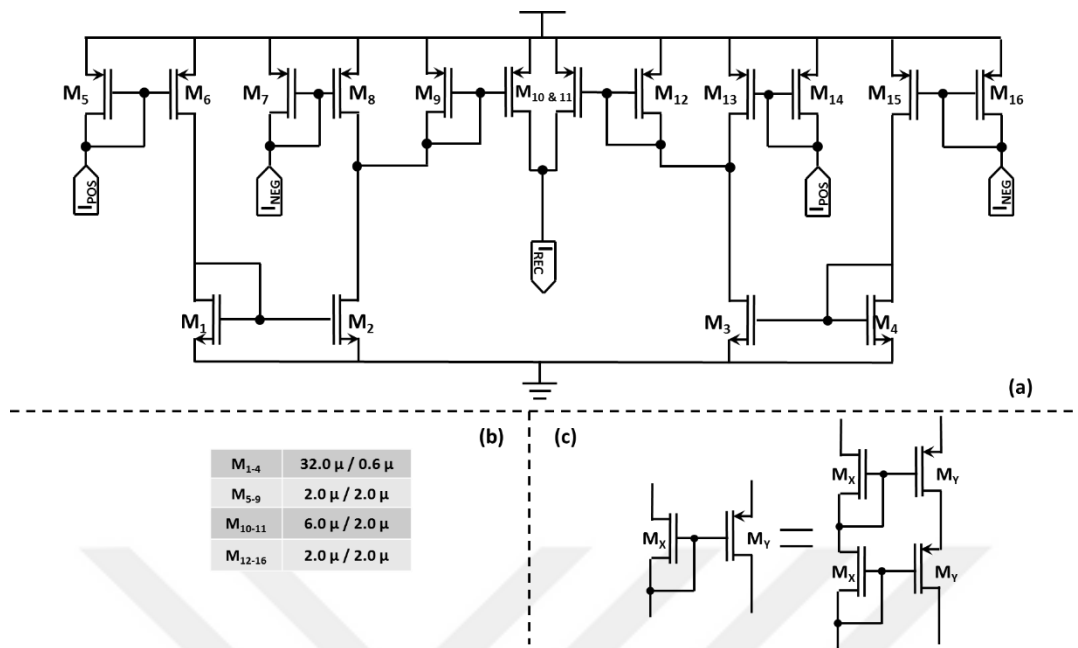 M5 M6 M7 M8 M9 M10 & 11 M12 M13 M14 M15 M16
IPOS INEG IREC IPOS INEG
M1 M2 M3 M4
(a)
(b)
M1-4 32.0 μ / 0.6 μ
M5-9 2.0 μ / 2.0 μ
M10-11 6.0 μ / 2.0 μ
M12-16 2.0 μ / 2.0 μ
(c)
MX MY
MX MY
MX MY